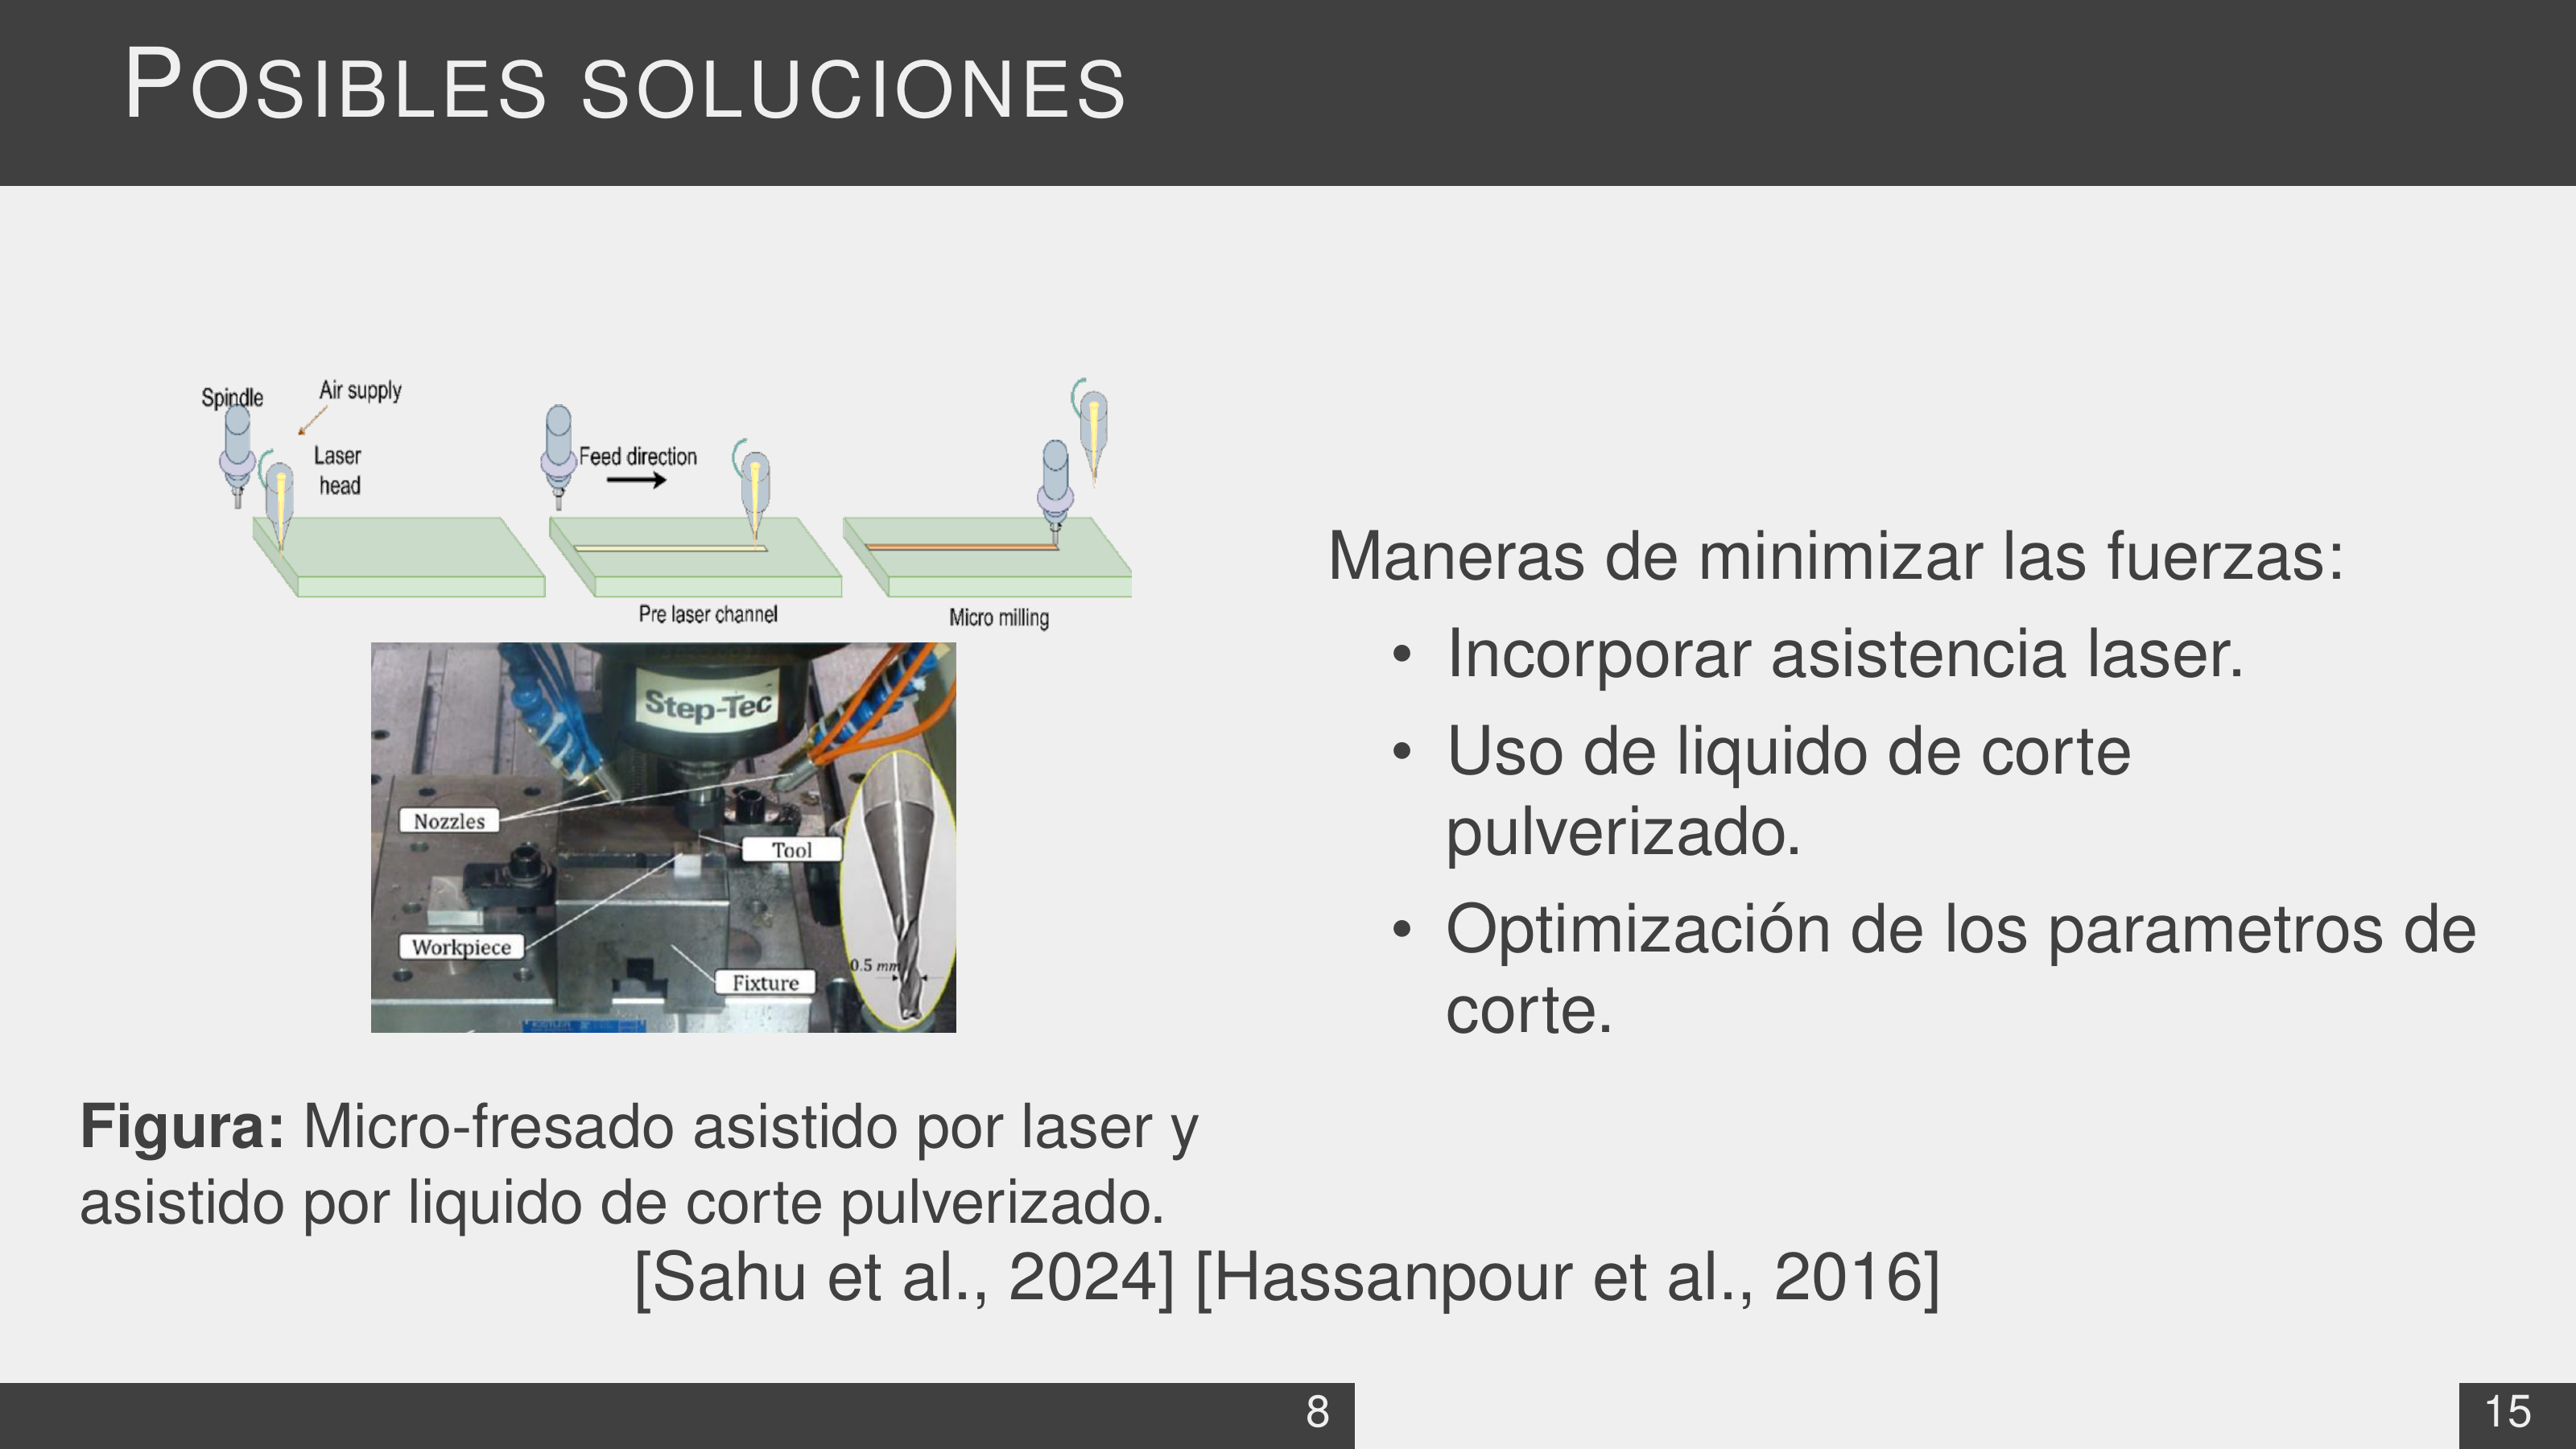 POSIBLES SOLUCIONES
Spindle
Air supply
Laser
head
Feed direction
Pre laser channel
Micro milling
Step-Tec
Nozzles
Tool
Workpiece
0.5 mm
Fixture
Figura: Micro-fresado asistido por laser y
asistido por liquido de corte pulverizado.
Maneras de minimizar las fuerzas:
• Incorporar asistencia laser.
• Uso de liquido de corte
pulverizado.
• Optimización de los parametros de
corte.
[Sahu et al., 2024] [Hassanpour et al., 2016]
8
15